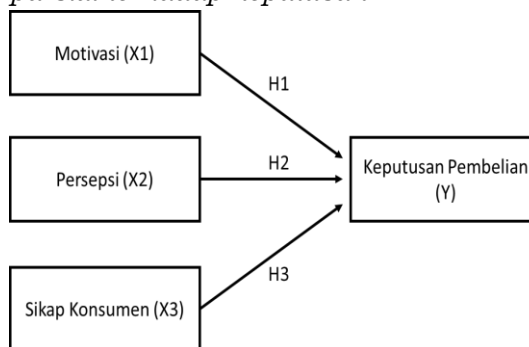 Motivasi (X1)
H1
Persepsi (X2)
H2
Keputusan Pembelian
(Y)
H3
Sikap Konsumen (X3)